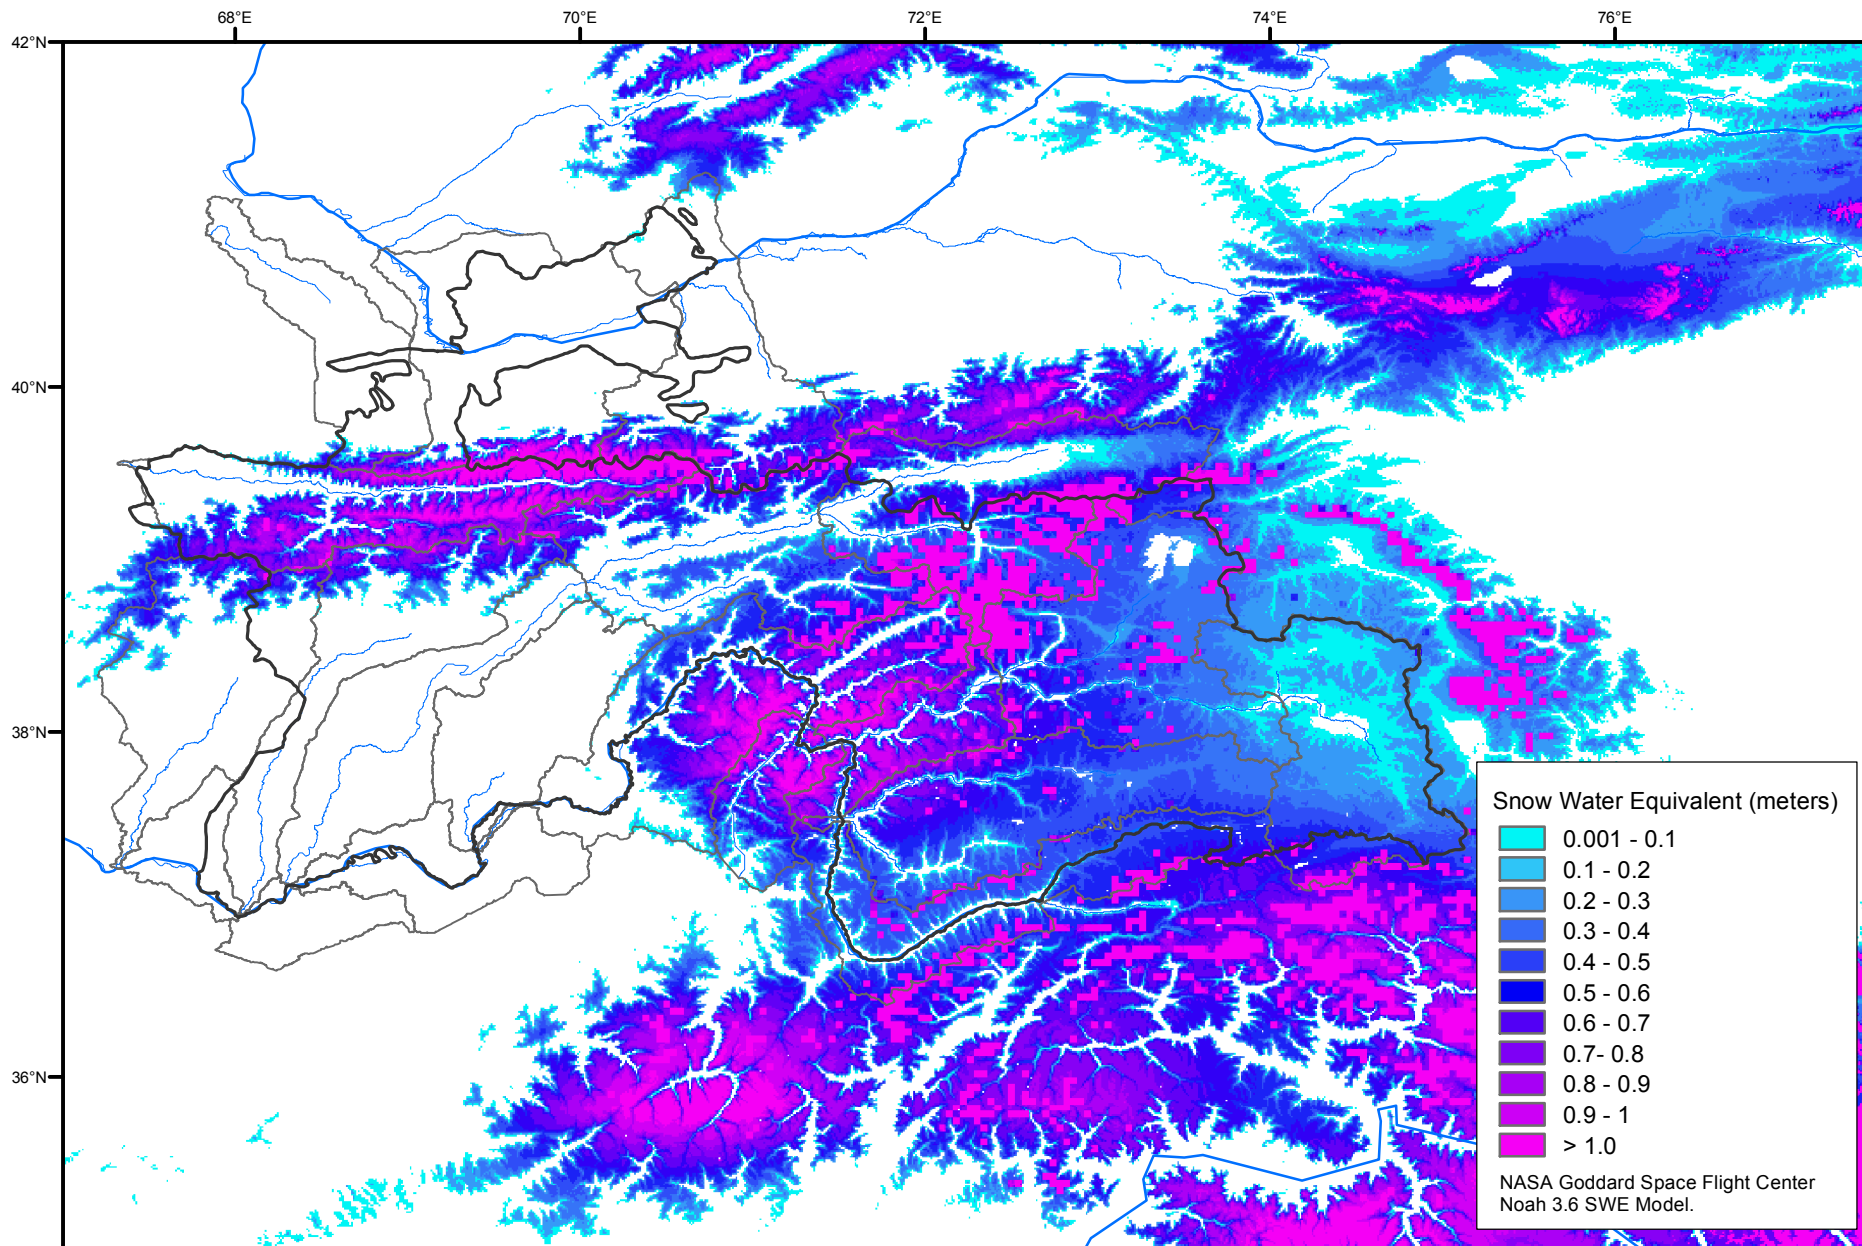 68°E 70°E 72°E 74°E 76°E
42°N
40°N
38°N
36°N
Snow Water Equivalent (meters)
0.001 - 0.1
0.1 - 0.2
0.2 - 0.3
0.3 - 0.4
0.4 - 0.5
0.5 - 0.6
0.6 - 0.7
0.7- 0.8
0.8 - 0.9
0.9 - 1
> 1.0
NASA Goddard Space Flight Center
Noah 3.6 SWE Model.